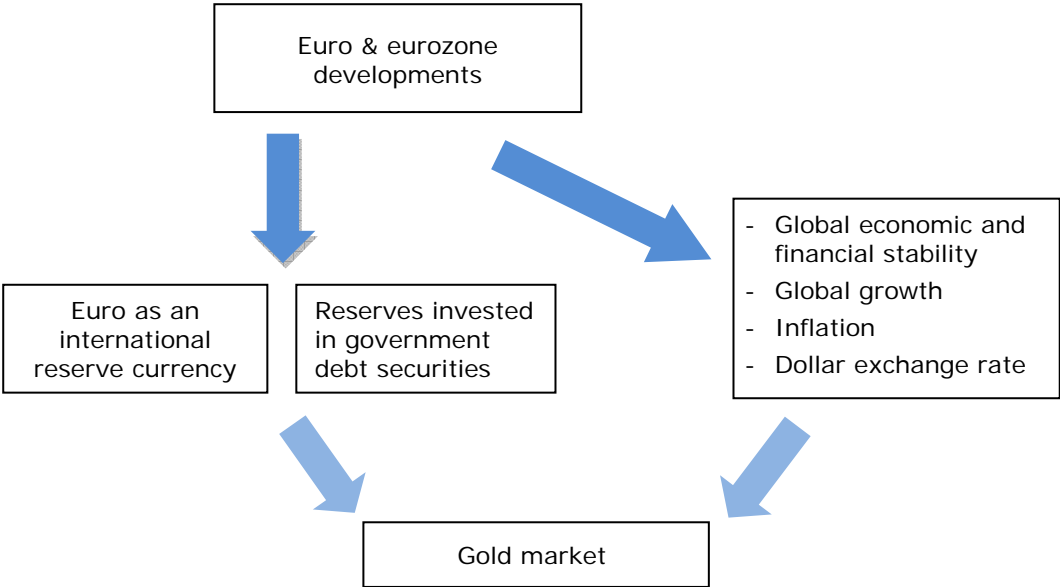 Euro & eurozone
developments
Euro as an
international
reserve currency
Reserves invested
in government
debt securities
- Global economic and
financial stability
- Global growth
- Inflation
- Dollar exchange rate
Gold market